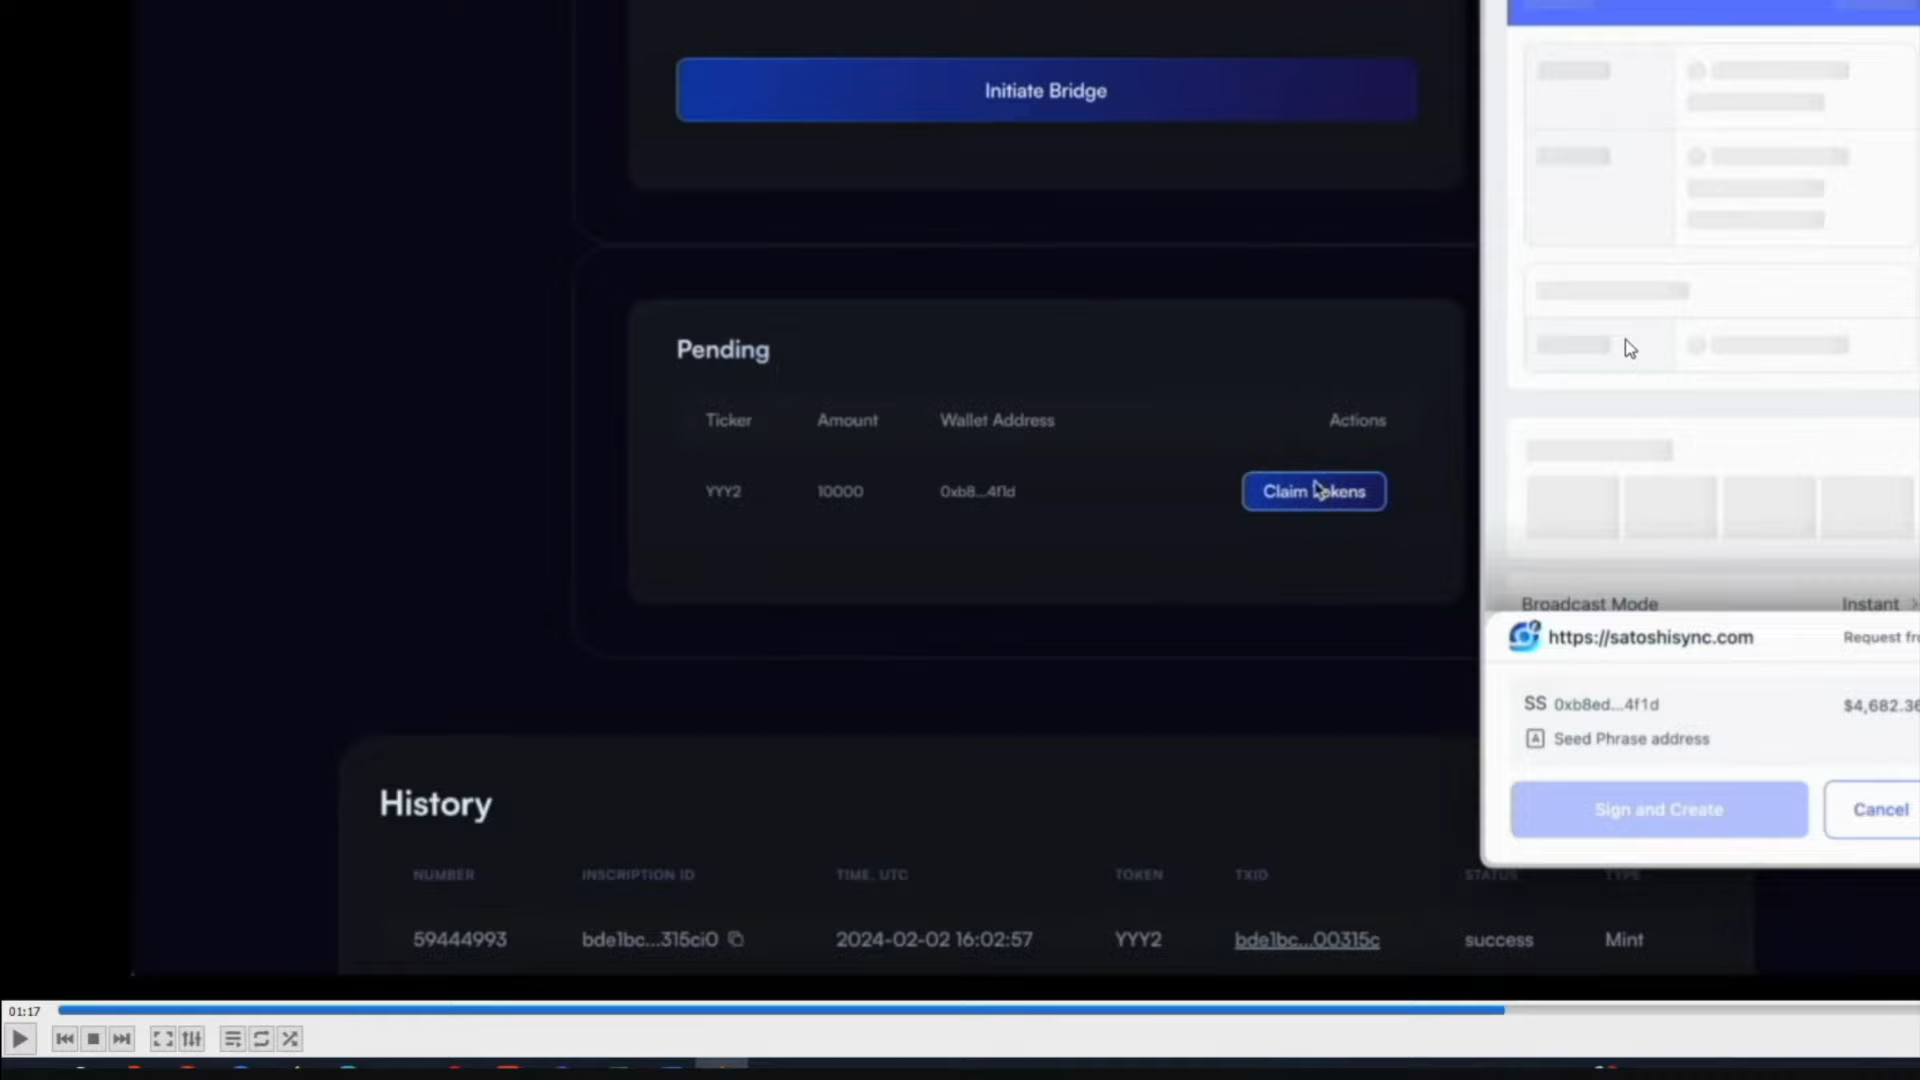 Initiate Bridge
Pending
Ticker Amount Wallet Address Actions
YYY2 10000 0xb8...4f1d Claim Tokens
Broadcast Mode Instant
https://satoshisync.com Request fro
SS 0xb8ed...4f1d $4,682.36
A Seed Phrase address
Sign and Create Cancel
History
NUMBER INSCRIPTION ID TIME, UTC TOKEN TXID STATUS TYPE
59444993 bde1bc...315ci0 2024-02-02 16:02:57 YYY2 bde1bc...00315c success Mint
01:17